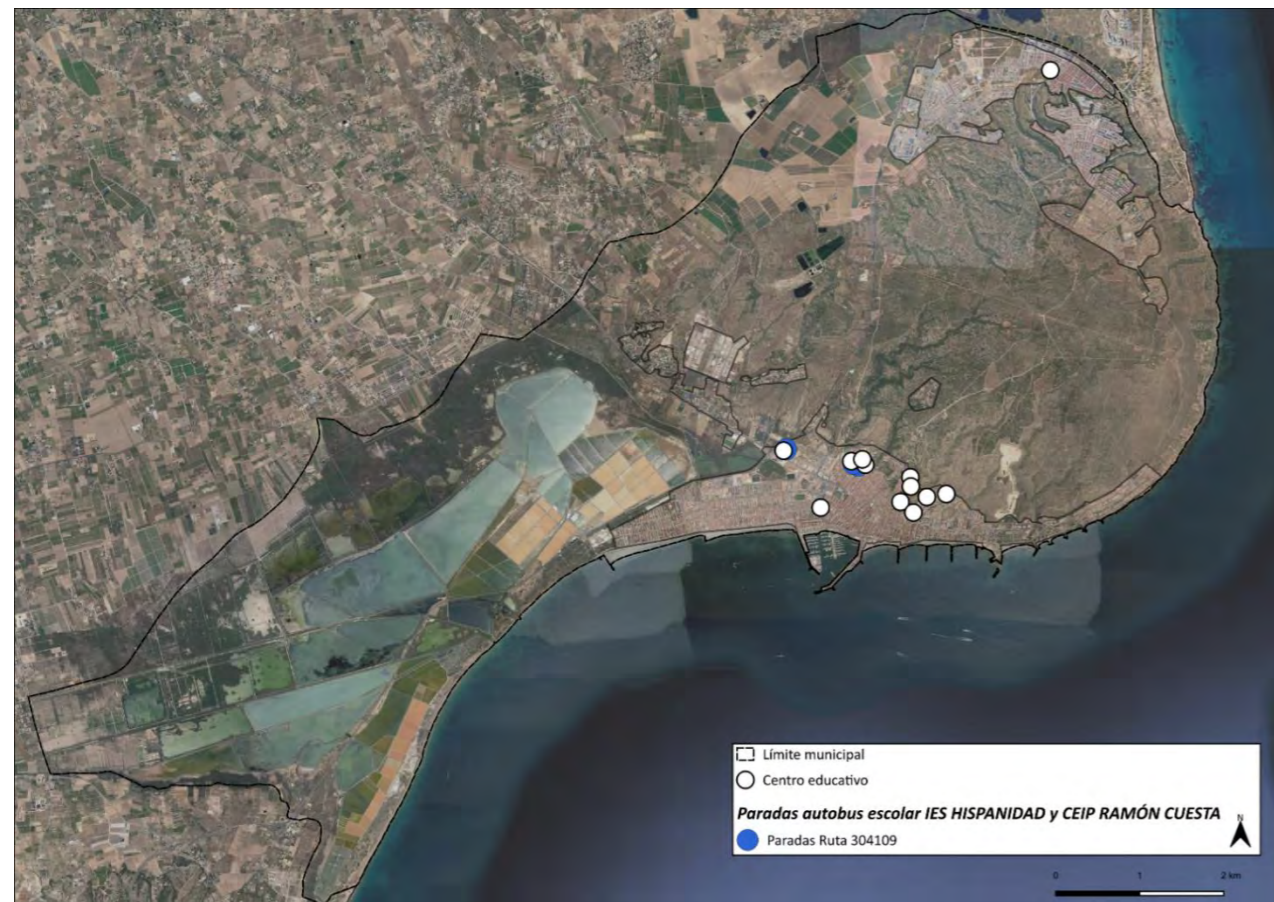 Límite municipal
Centro educativo
Paradas autobus escolar IES HISPANIDAD y CEIP RAMÓN CUESTA
N
Paradas Ruta 304109
0 1 2 km